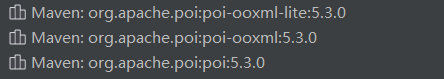 Maven: org.apache.poi:poi-ooxml-lite:5.3.0
Maven: org.apache.poi:poi-ooxml:5.3.0
Maven: org.apache.poi:poi:5.3.0